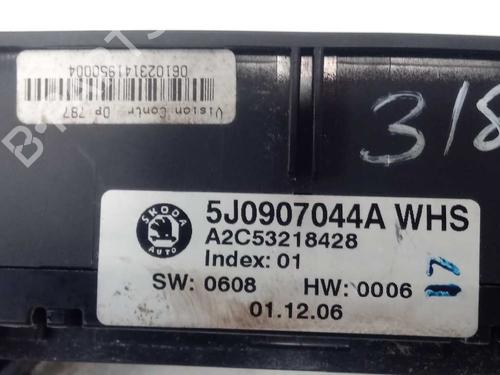 061023141950004
Vision Contr  Op 787
318
SKODA
AUTO
5J0907044A WHS
A2C53218428
Index: 01
SW: 0608 HW: 0006
01.12.06